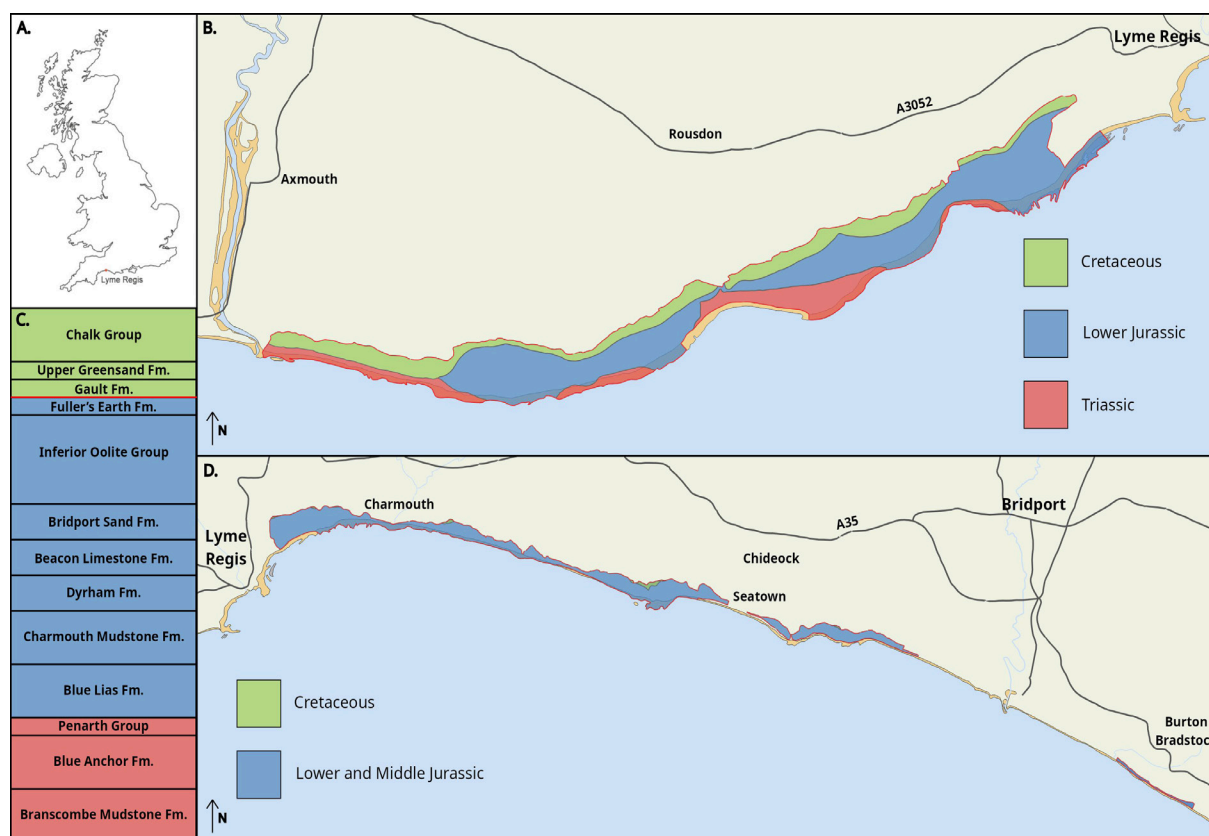 A.
Lyme Regis
B.
Lyme Regis
A3052
Rousdon
Axmouth
Cretaceous
Lower Jurassic
Triassic
N
C.
Chalk Group
Upper Greensand Fm.
Gault Fm.
Fuller's Earth Fm.
Inferior Oolite Group
Bridport Sand Fm.
Beacon Limestone Fm.
Dyrham Fm.
Charmouth Mudstone Fm.
Blue Lias Fm.
Penarth Group
Blue Anchor Fm.
Branscombe Mudstone Fm.
D.
Charmouth
Bridport
A35
Lyme
Regis
Chideock
Seatown
Cretaceous
Burton
Bradstoc
Lower and Middle Jurassic
N